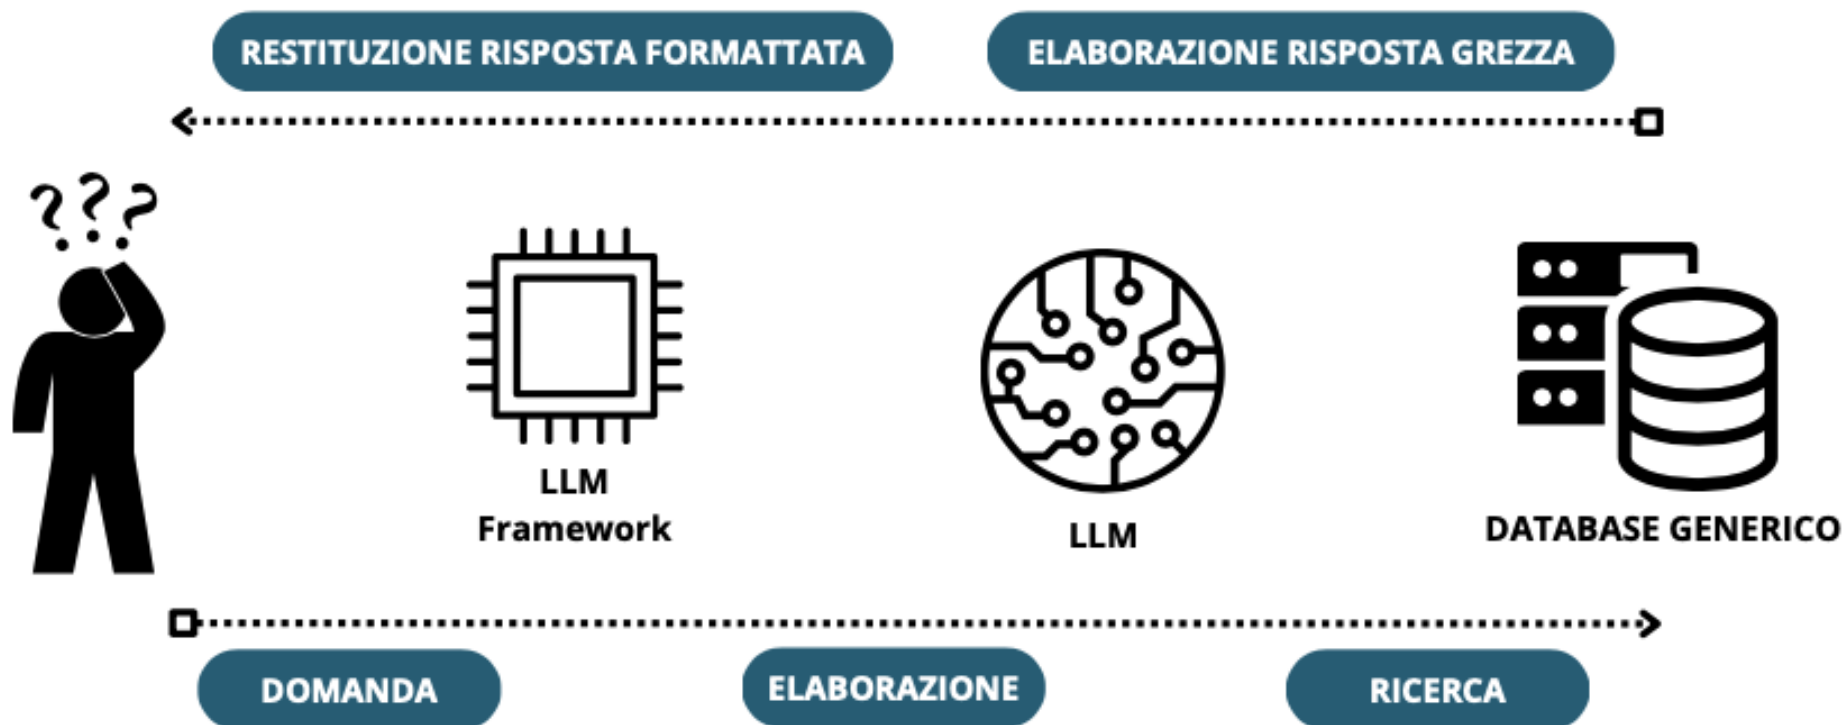 RESTITUZIONE RISPOSTA FORMATTATA
ELABORAZIONE RISPOSTA GREZZA
???
LLM
Framework
LLM
DATABASE GENERICO
DOMANDA
ELABORAZIONE
RICERCA